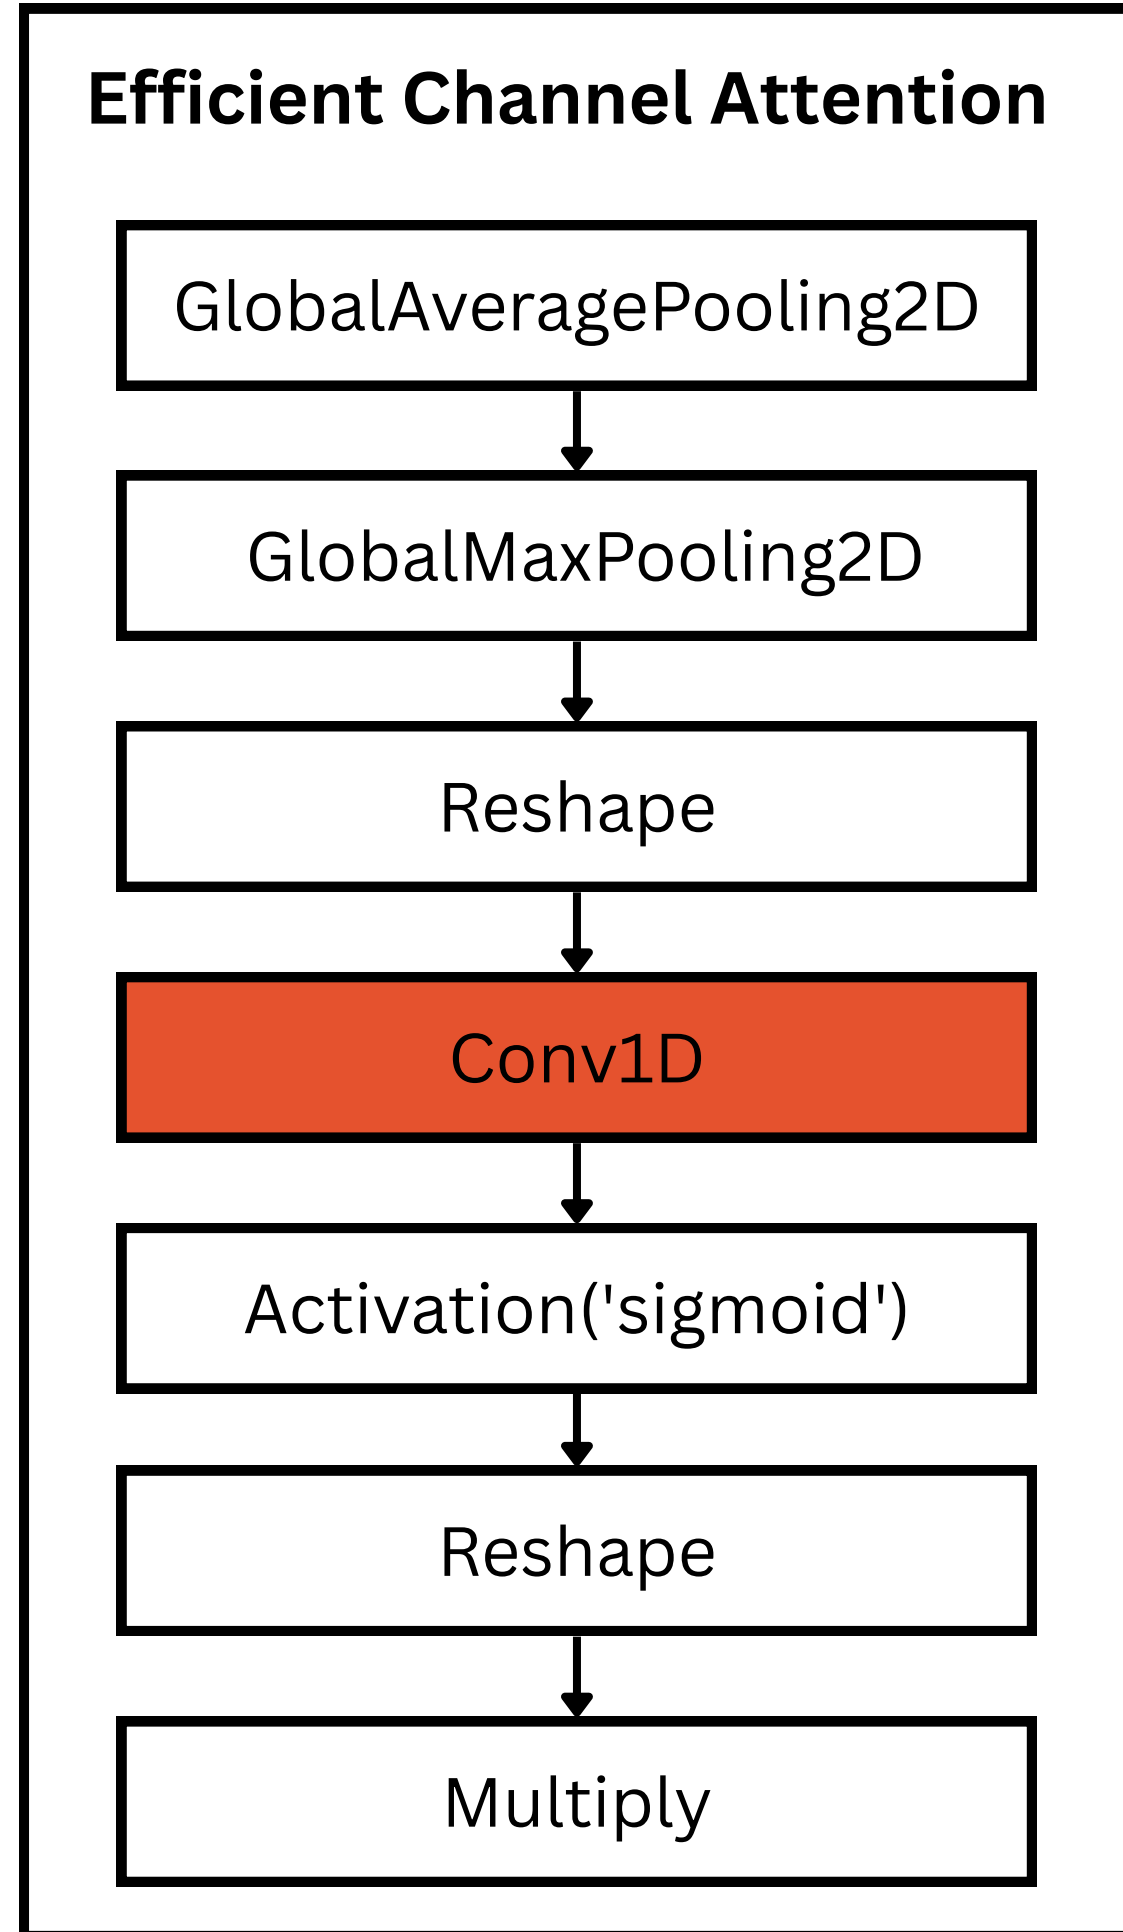 Efficient Channel Attention
GlobalAveragePooling2D
GlobalMaxPooling2D
Reshape
Conv1D
Activation('sigmoid')
Reshape
Multiply